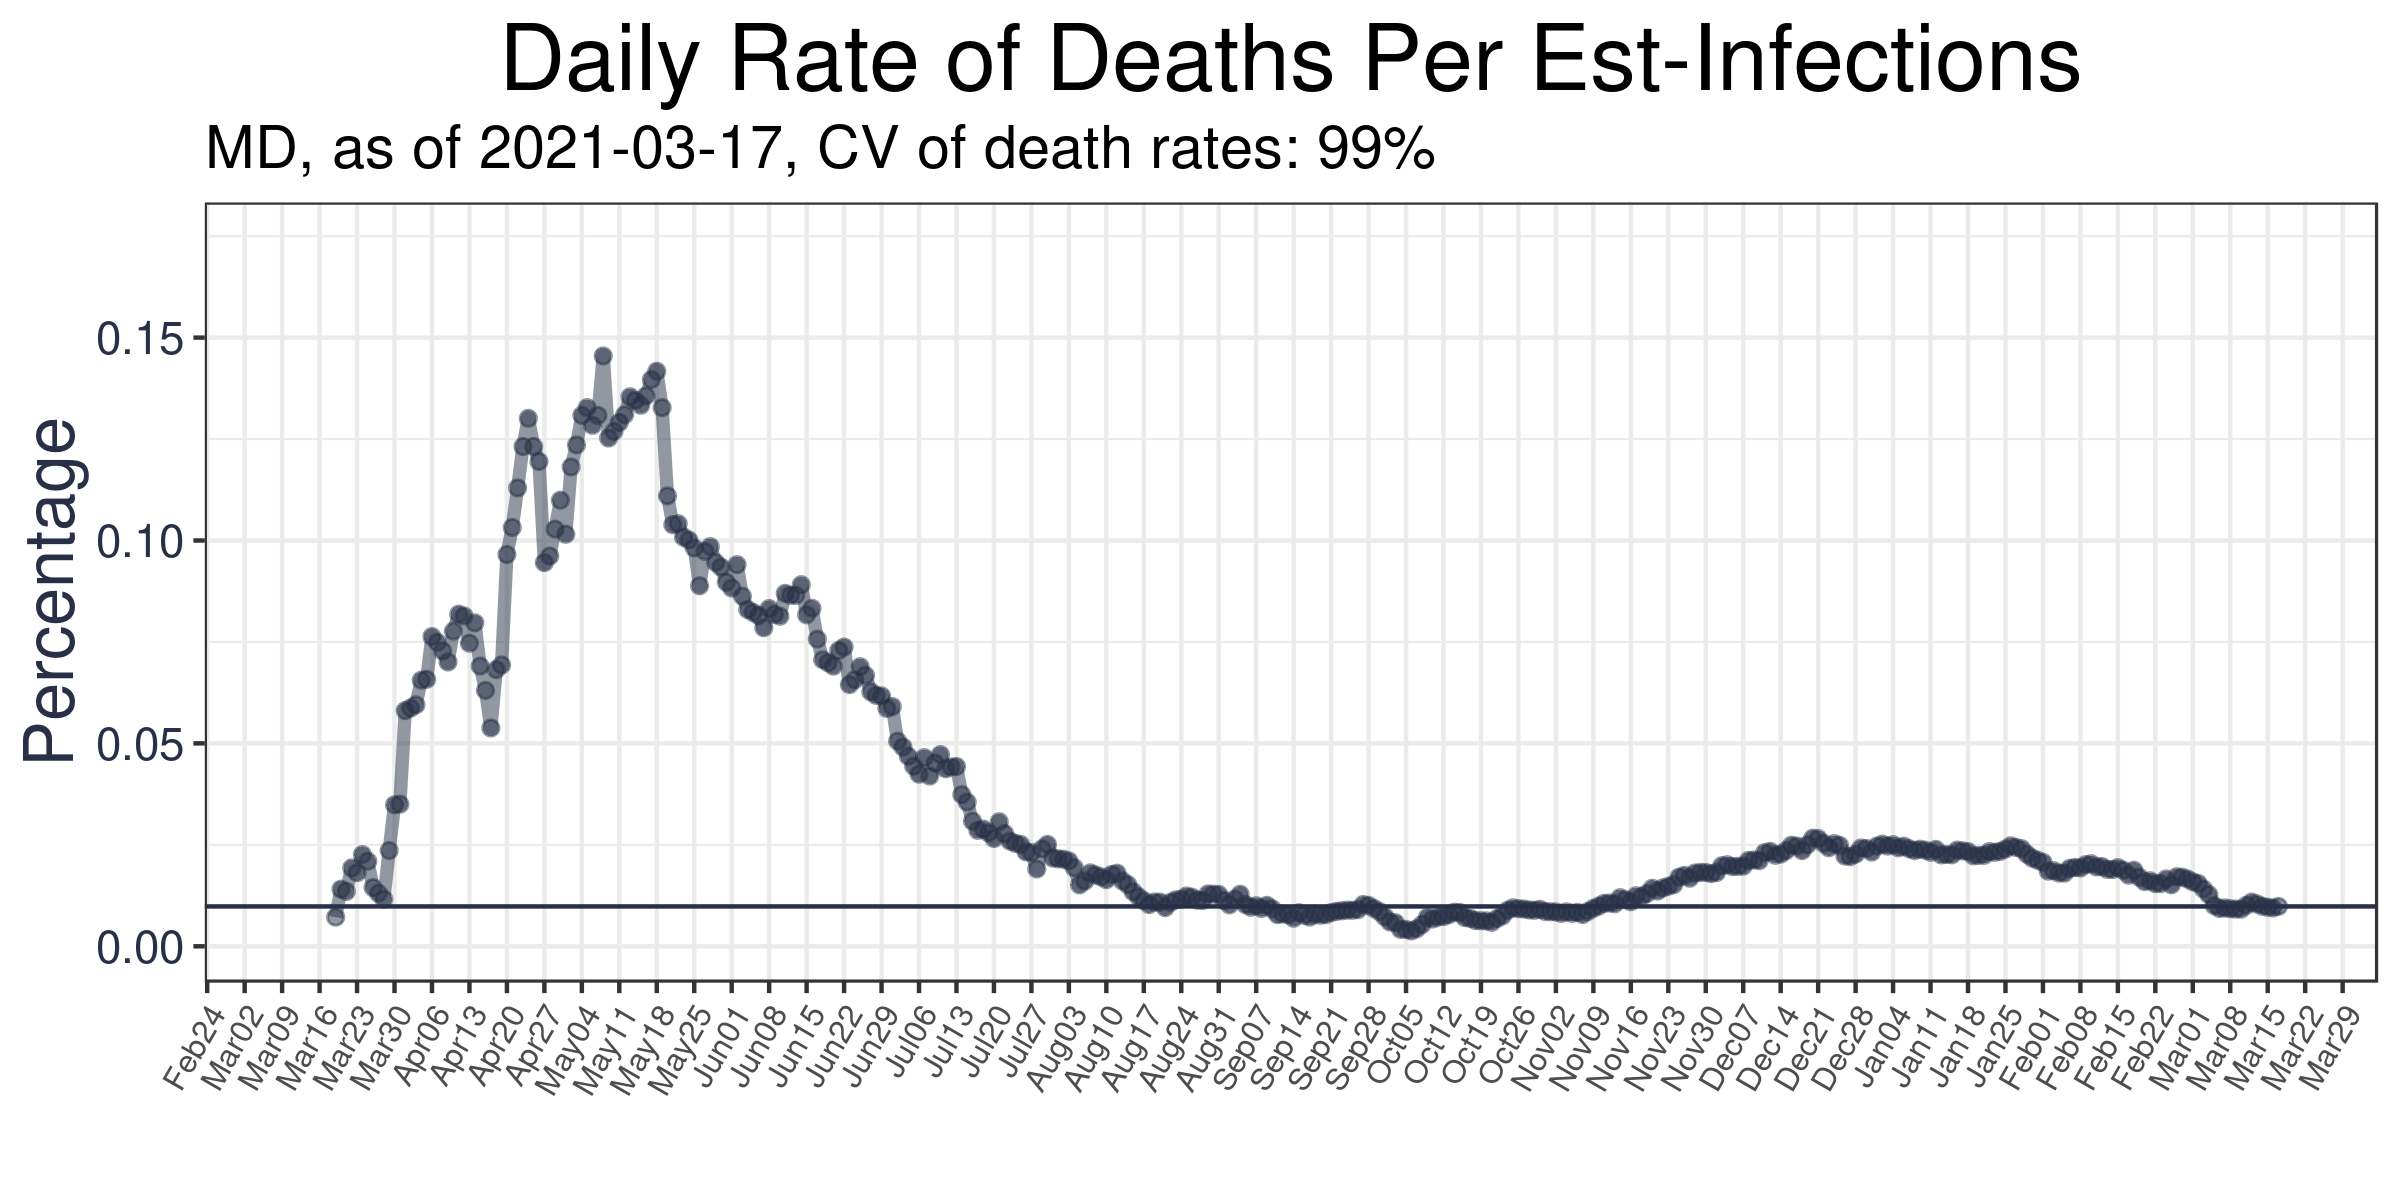 Daily Rate of Deaths Per Est-Infections
MD, as of 2021-03-17, CV of death rates: 99%
Percentage
0.15
0.10
0.05
0.00
Feb24
Mar02
Mar09
Mar16
Mar23
Mar30
Apr06
Apr13
Apr20
Apr27
May04
May11
May18
May25
Jun01
Jun08
Jun15
Jun22
Jun29
Jul06
Jul13
Jul20
Jul27
Aug03
Aug10
Aug17
Aug24
Aug31
Sep07
Sep14
Sep21
Sep28
Oct05
Oct12
Oct19
Oct26
Nov02
Nov09
Nov16
Nov23
Nov30
Dec07
Dec14
Dec21
Dec28
Jan04
Jan11
Jan18
Jan25
Feb01
Feb08
Feb15
Feb22
Mar01
Mar08
Mar15
Mar22
Mar29